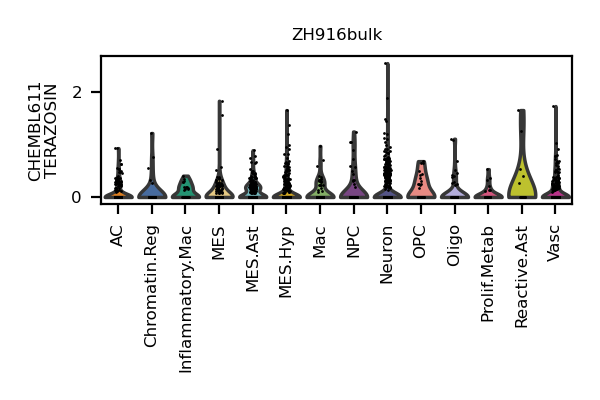 ZH916bulk
CHEMBL611
TERAZOSIN
2
0
AC
Chromatin.Reg
Inflammatory.Mac
MES
MES.Ast
MES.Hyp
Mac
NPC
Neuron
OPC
Oligo
Prolif.Metab
Reactive.Ast
Vasc